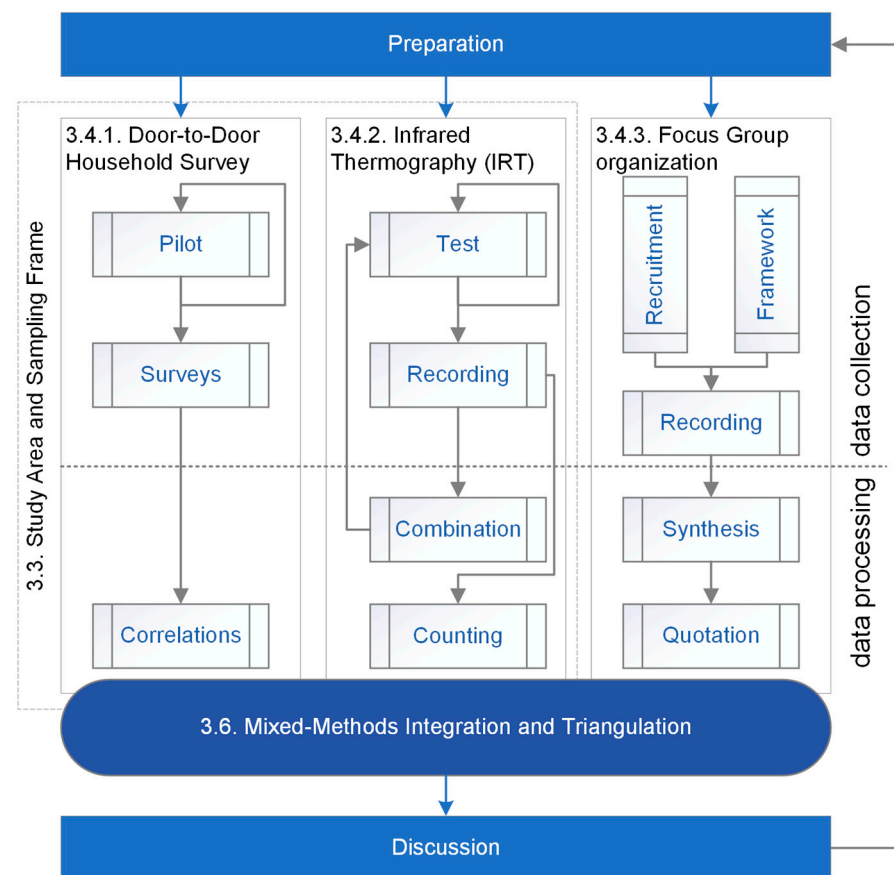 Preparation
3.4.1. Door-to-Door
Household Survey
Pilot
Surveys
Correlations
3.4.2. Infrared
Thermography (IRT)
Test
Recording
Combination
Counting
3.4.3. Focus Group
organization
Recruitment
Framework
Recording
Synthesis
Quotation
3.3. Study Area and Sampling Frame
data collection
data processing
3.6. Mixed-Methods Integration and Triangulation
Discussion